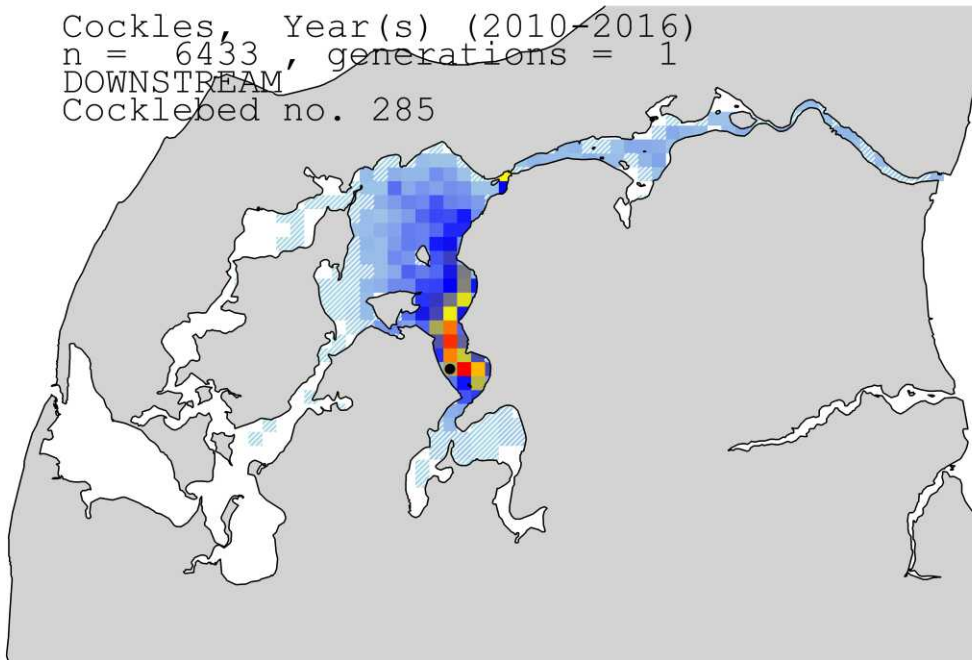 Cockles, Year(s) (2010-2016)
n = 6433 , generations = 1
DOWNSTREAM
Cocklebed no. 285